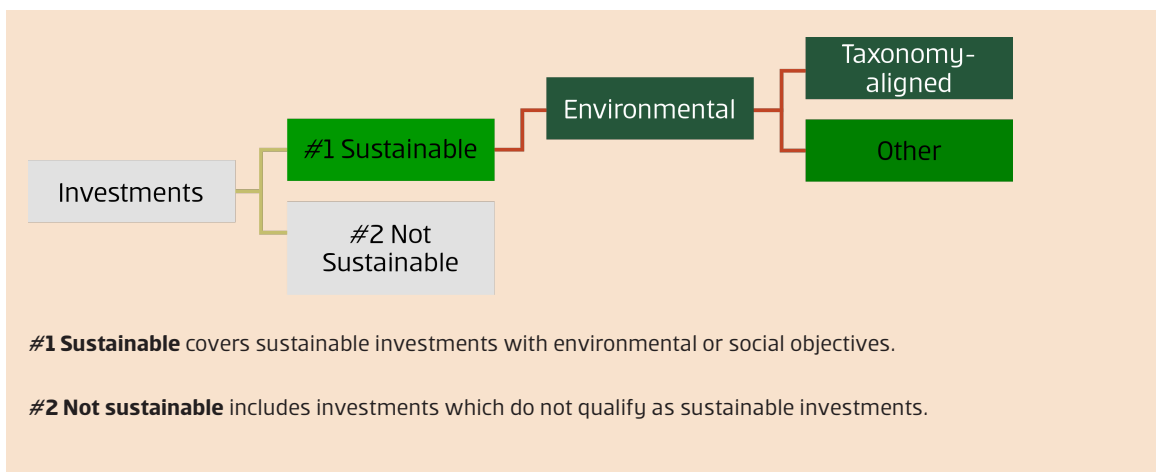 Taxonomy-
aligned
Environmental
#1 Sustainable
Other
Investments
#2 Not
Sustainable
#1 Sustainable covers sustainable investments with environmental or social objectives.
#2 Not sustainable includes investments which do not qualify as sustainable investments.